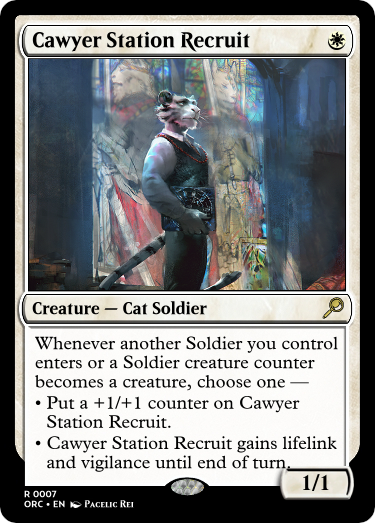 Cawyer Station Recruit
Creature — Cat Soldier
Whenever another Soldier you control
enters or a Soldier creature counter
becomes a creature, choose one —
• Put a +1/+1 counter on Cawyer
Station Recruit.
• Cawyer Station Recruit gains lifelink
and vigilance until end of turn.
1/1
R 0007
ORC • EN Pacelic Rei